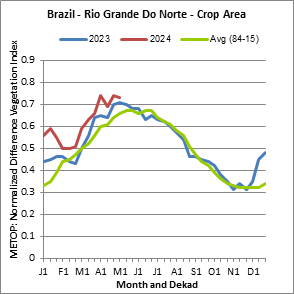 Brazil - Rio Grande Do Norte - Crop Area
2023 2024 Avg (84-15)
METOP: Normalized Difference Vegetation Index
0.9
0.8
0.7
0.6
0.5
0.4
0.3
0.2
0.1
0
J1 F1 M1 A1 M1 J1 J1 A1 S1 O1 N1 D1
Month and Dekad